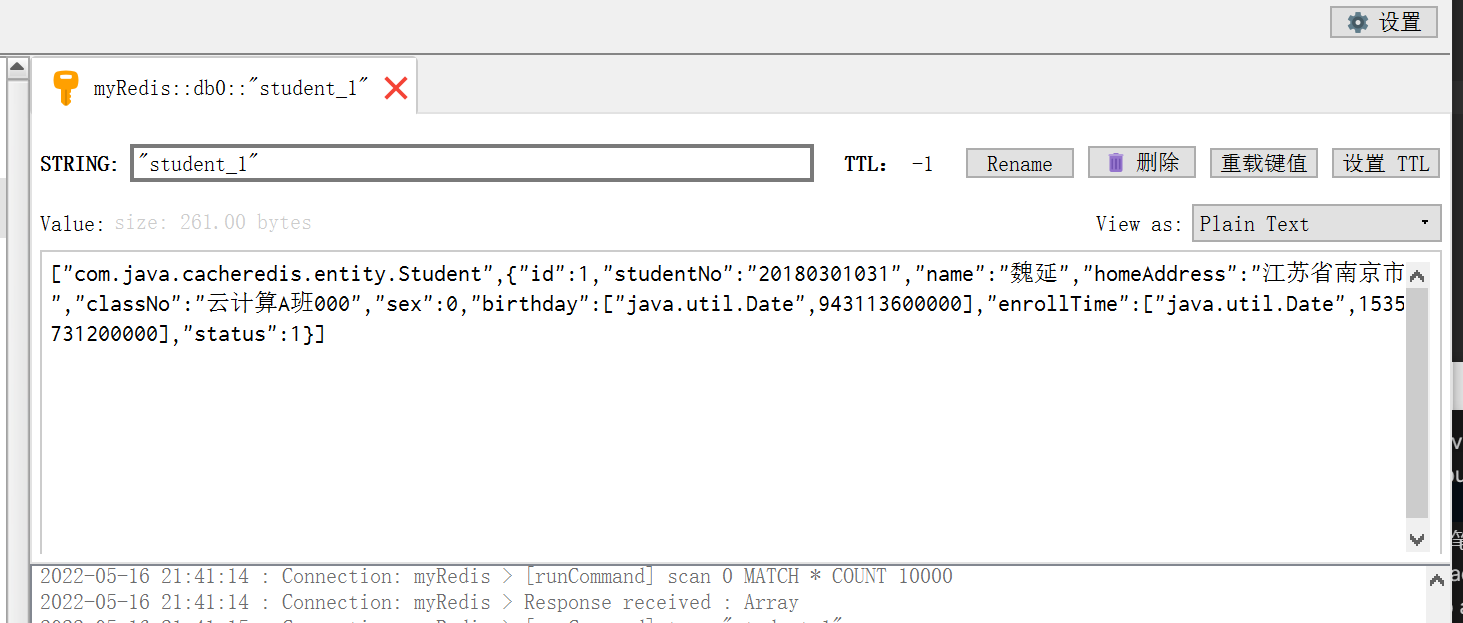 设置
myRedis::db0::"student_1"
STRING: "student_1" TTL: -1 Rename 删除 重载键值 设置 TTL
Value: size: 261.00 bytes View as: Plain Text
["com.java.cacheredis.entity.Student",{"id":1,"studentNo":"20180301031","name":"魏延","homeAddress":"江苏省南京市
","classNo":"云计算A班000","sex":0,"birthday":["java.util.Date",943113600000],"enrollTime":["java.util.Date",1535
731200000],"status":1}]
2022-05-16 21:41:14 : Connection: myRedis > [runCommand] scan 0 MATCH * COUNT 10000
2022-05-16 21:41:14 : Connection: myRedis > Response received : Array